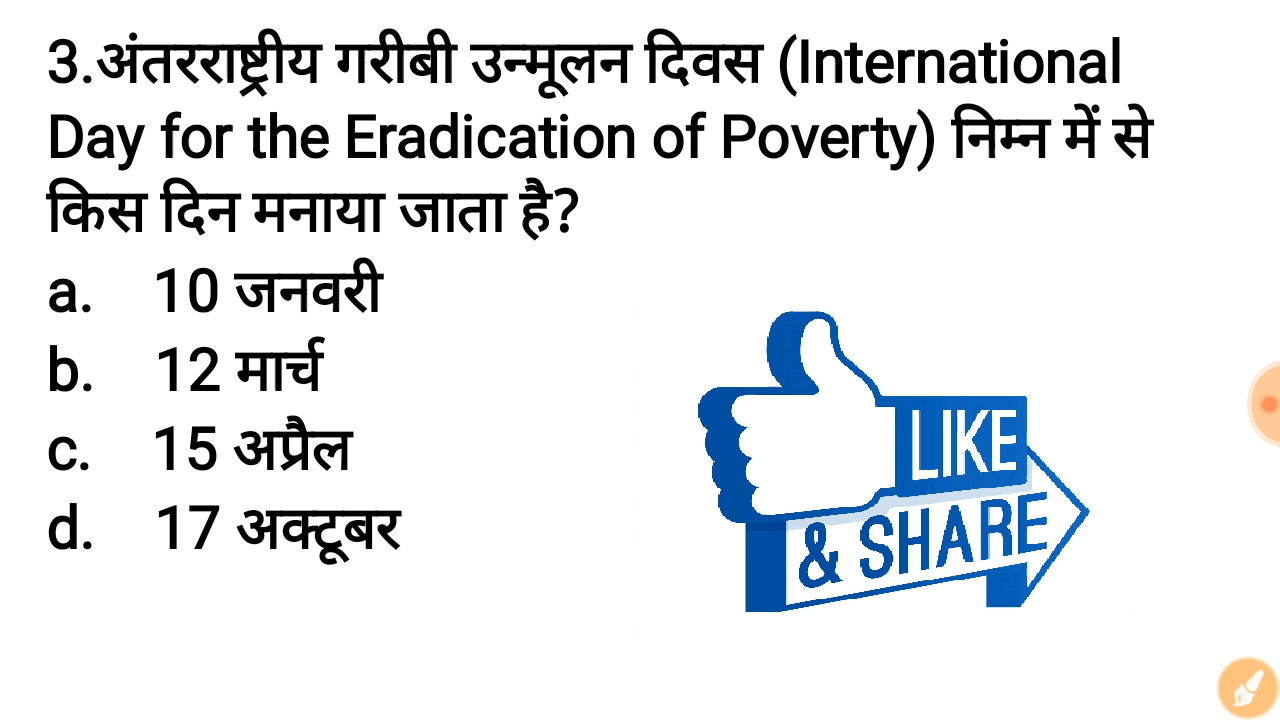 3.अंतरराष्ट्रीय गरीबी उन्मूलन दिवस (International
Day for the Eradication of Poverty) निम्न में से
किस दिन मनाया जाता है?
a. 10 जनवरी
b. 12 मार्च
c. 15 अप्रैल
d. 17 अक्टूबर
LIKE
& SHARE